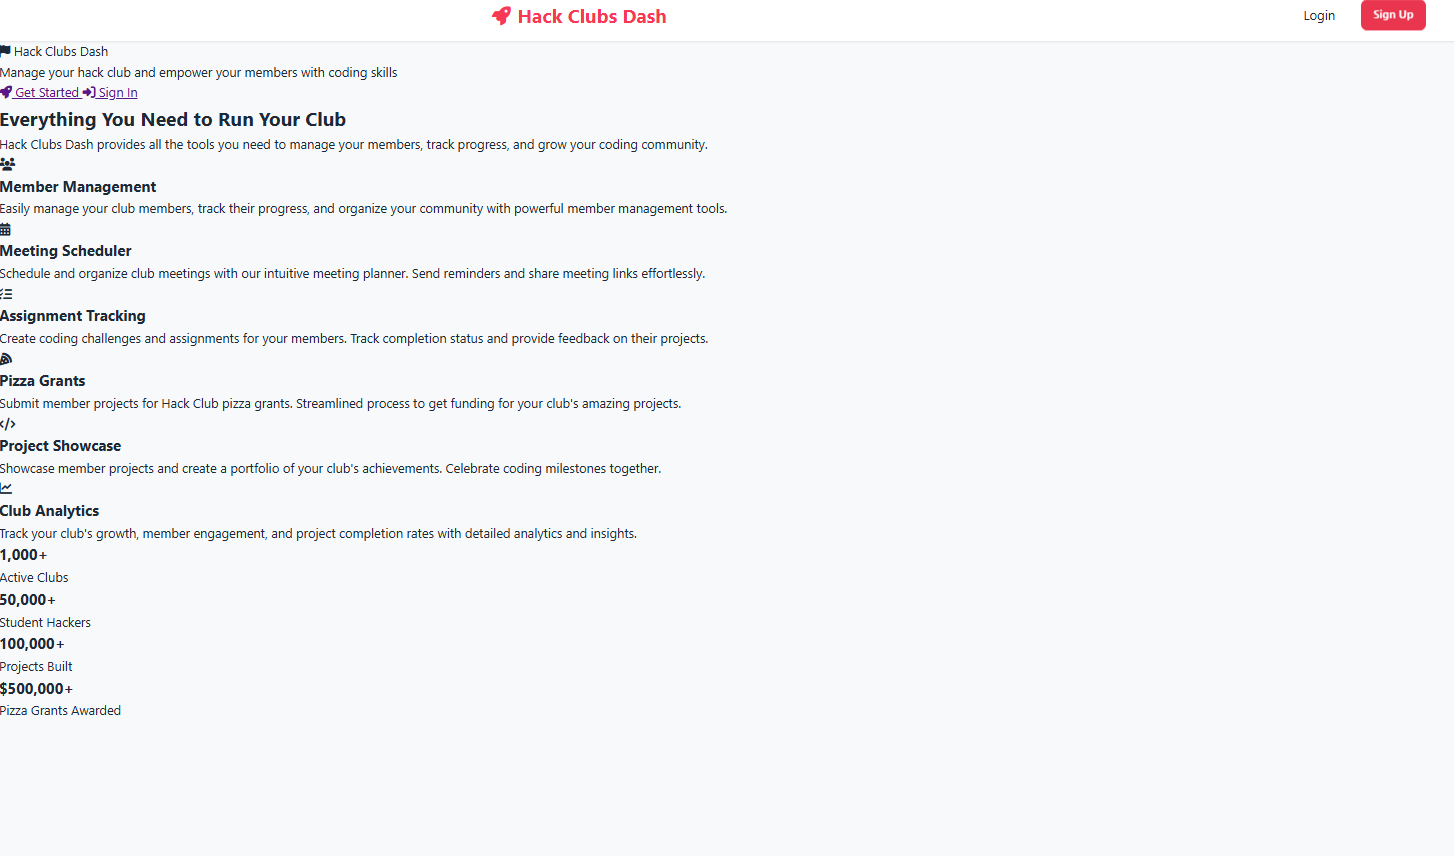 Hack Clubs Dash
Login
Sign Up
Hack Clubs Dash
Manage your hack club and empower your members with coding skills
Get Started Sign In
Everything You Need to Run Your Club
Hack Clubs Dash provides all the tools you need to manage your members, track progress, and grow your coding community.
Member Management
Easily manage your club members, track their progress, and organize your community with powerful member management tools.
Meeting Scheduler
Schedule and organize club meetings with our intuitive meeting planner. Send reminders and share meeting links effortlessly.
Assignment Tracking
Create coding challenges and assignments for your members. Track completion status and provide feedback on their projects.
Pizza Grants
Submit member projects for Hack Club pizza grants. Streamlined process to get funding for your club's amazing projects.
Project Showcase
Showcase member projects and create a portfolio of your club's achievements. Celebrate coding milestones together.
Club Analytics
Track your club's growth, member engagement, and project completion rates with detailed analytics and insights.
1,000+
Active Clubs
50,000+
Student Hackers
100,000+
Projects Built
$500,000+
Pizza Grants Awarded